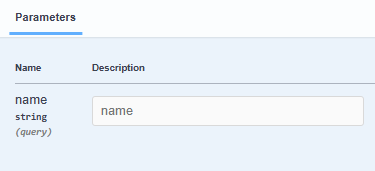 Parameters
Name Description
name
string
(query)
name